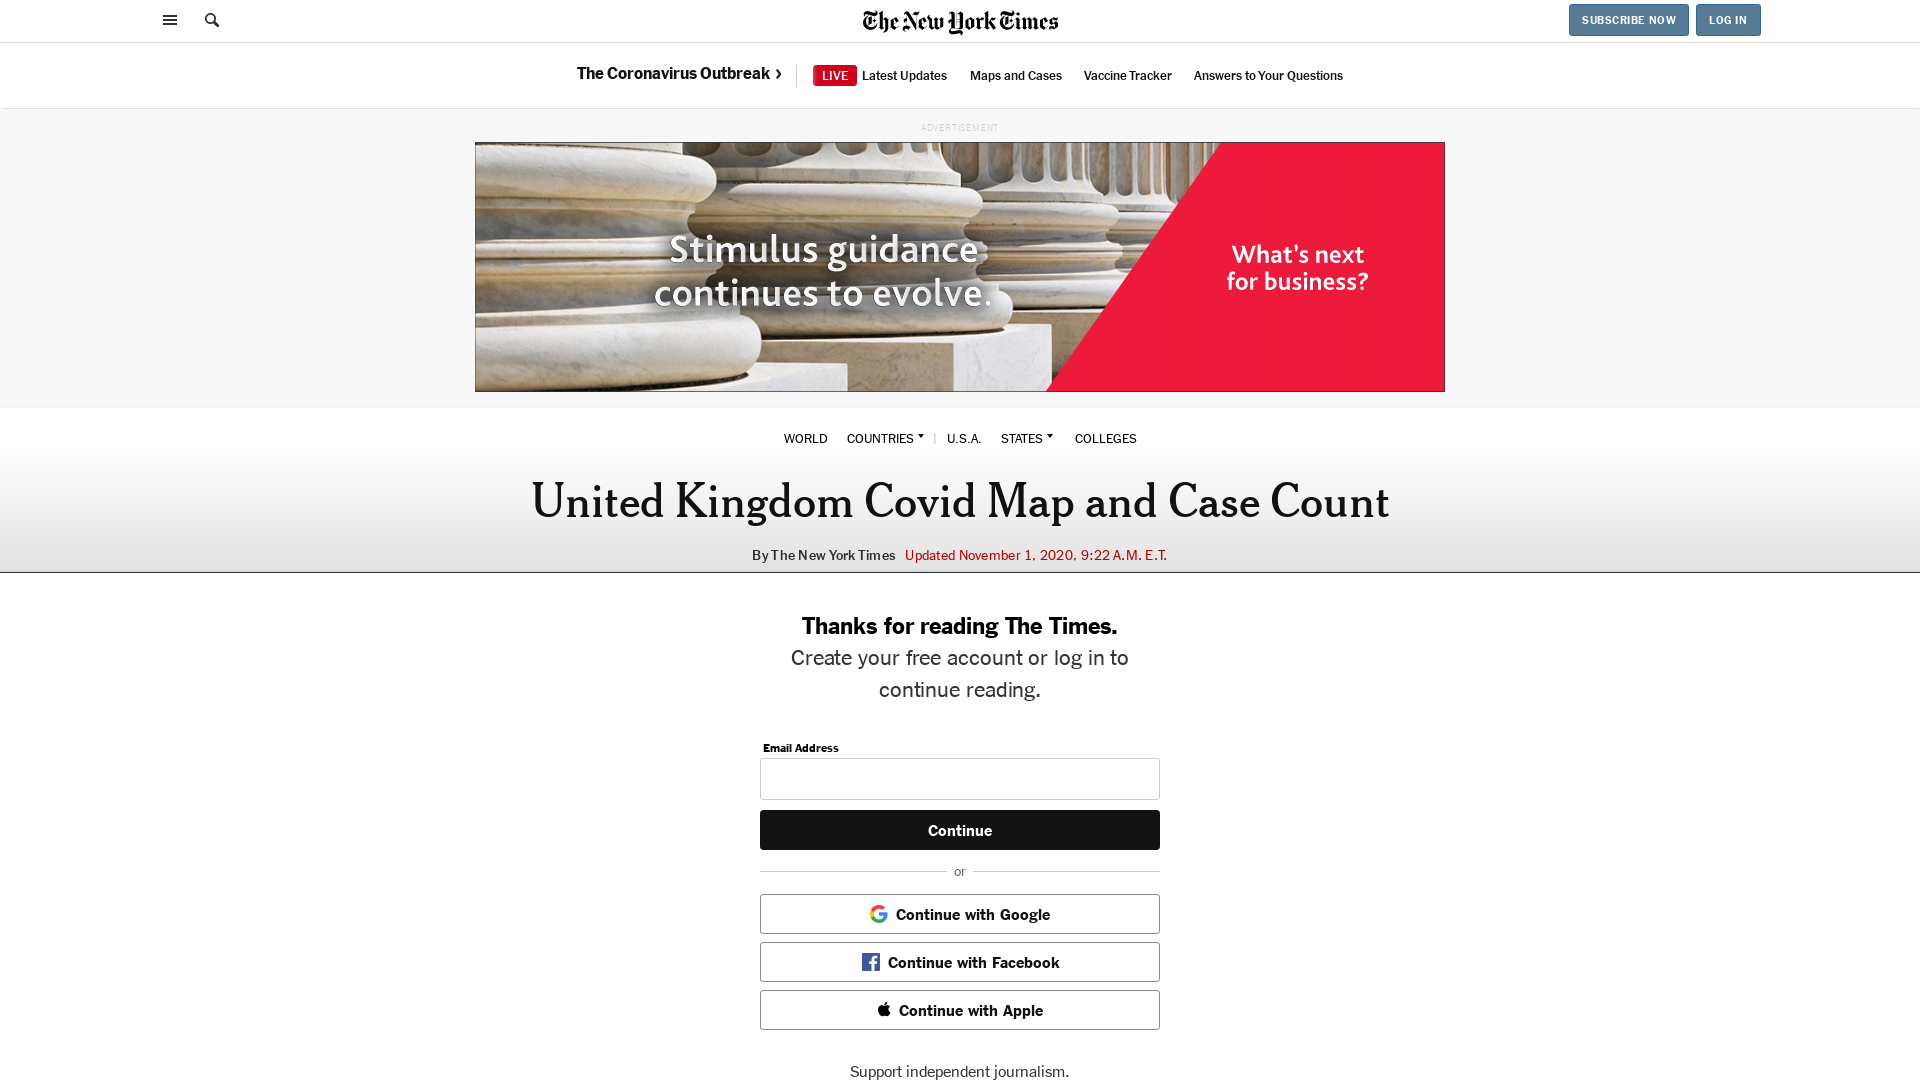 The New York Times
SUBSCRIBE NOW
LOG IN
The Coronavirus Outbreak ›
LIVE Latest Updates
Maps and Cases
Vaccine Tracker
Answers to Your Questions
ADVERTISEMENT
Stimulus guidance
continues to evolve.
What's next
for business?
WORLD
COUNTRIES
U.S.A.
STATES
COLLEGES
United Kingdom Covid Map and Case Count
By The New York Times Updated November 1, 2020, 9:22 A.M. E.T.
Thanks for reading The Times.
Create your free account or log in to
continue reading.
Email Address
Continue
or
Continue with Google
Continue with Facebook
Continue with Apple
Support independent journalism.